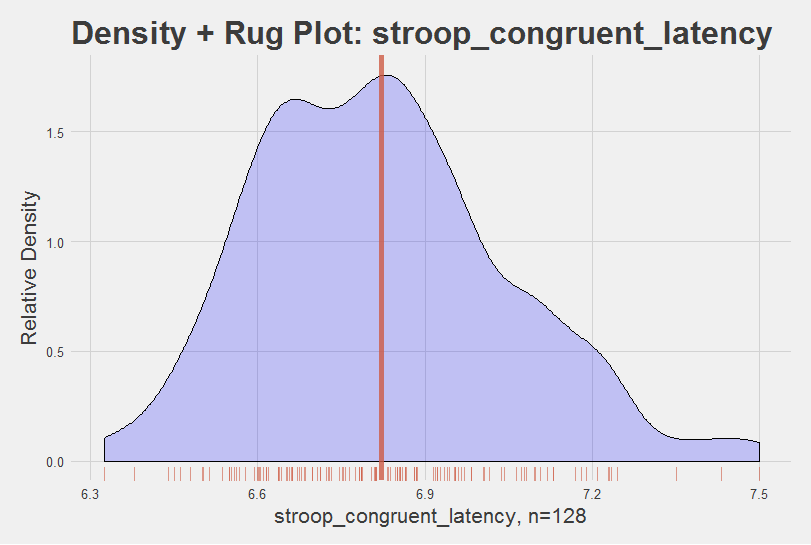 Density + Rug Plot: stroop_congruent_latency
Relative Density
1.5
1.0
0.5
0.0
6.3 6.6 6.9 7.2 7.5
stroop_congruent_latency, n=128